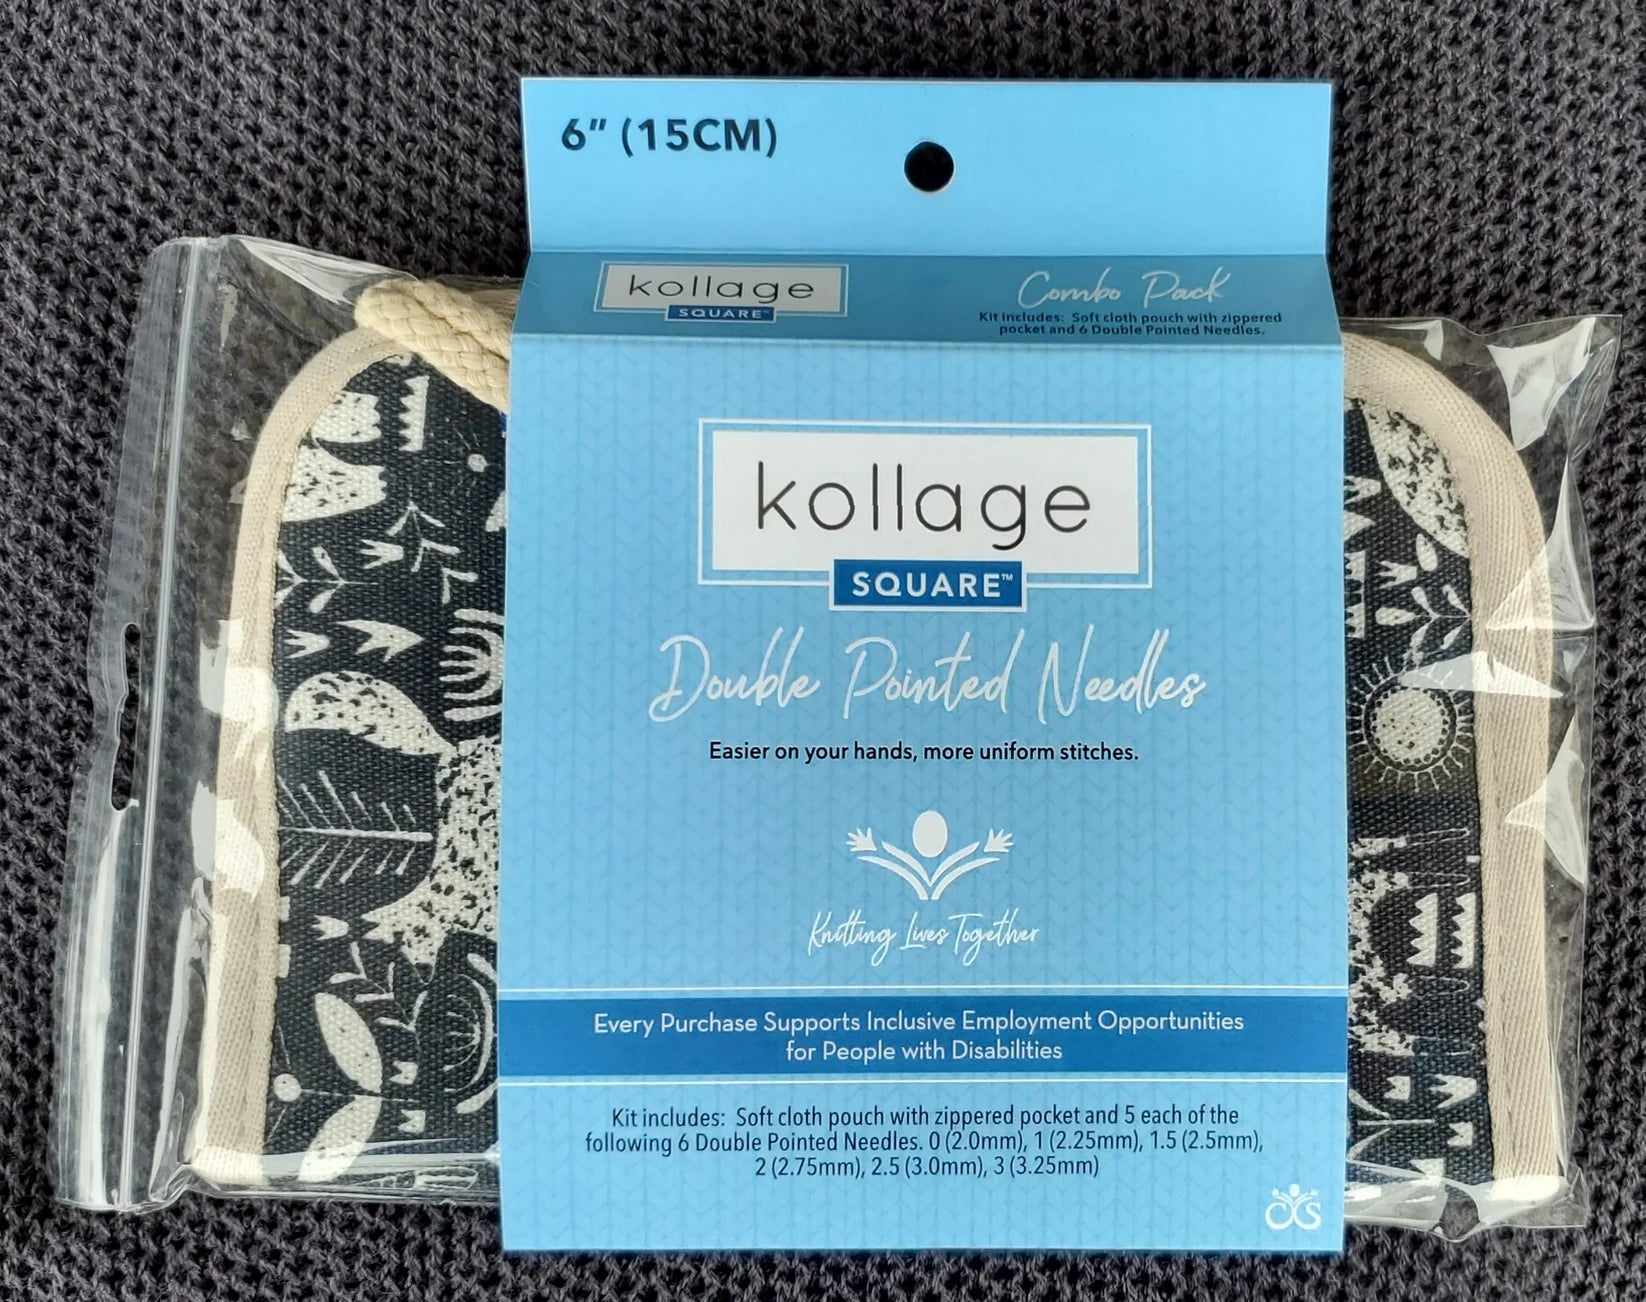 6" (15CM)
kollage
SQUARE™
Combo Pack
Kit Includes: Soft cloth pouch with zippered
pocket and 6 Double Pointed Needles.
kollage
SQUARE™
Double Pointed Needles
Easier on your hands, more uniform stitches.
Knitting Lives Together
Every Purchase Supports Inclusive Employment Opportunities
for People with Disabilities
Kit includes: Soft cloth pouch with zippered pocket and 5 each of the
following 6 Double Pointed Needles. 0 (2.0mm), 1 (2.25mm), 1.5 (2.5mm),
2 (2.75mm), 2.5 (3.0mm), 3 (3.25mm)
CXS